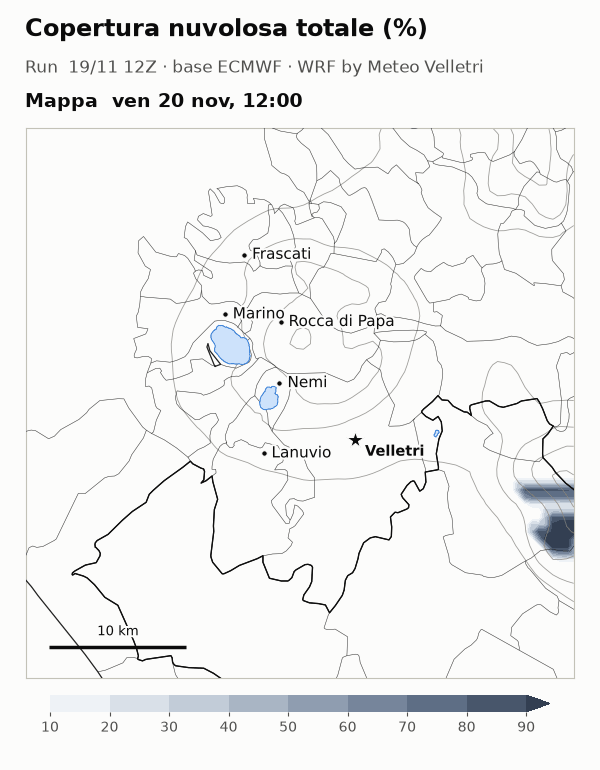 Copertura nuvolosa totale (%)
Run  19/11 12Z · base ECMWF · WRF by Meteo Velletri
Mappa  ven 20 nov, 12:00
Frascati
Marino
Rocca di Papa
Nemi
Velletri
Lanuvio
10 km
10 20 30 40 50 60 70 80 90